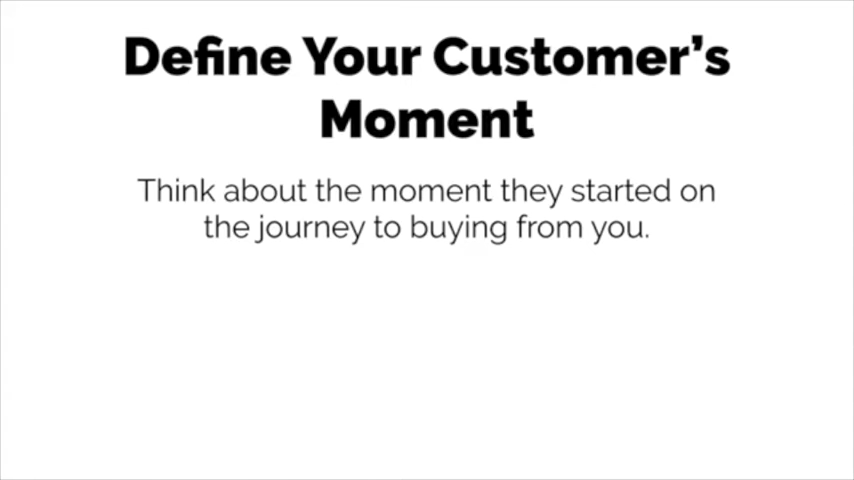 Define Your Customer’s
Moment
Think about the moment they started on
the journey to buying from you.